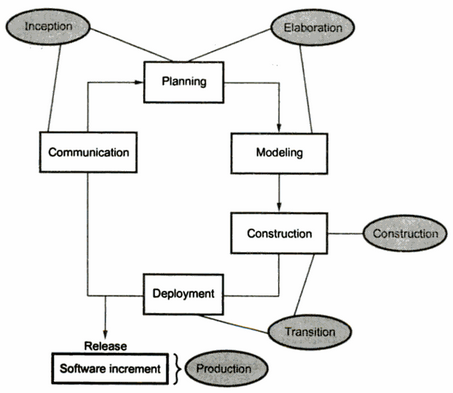 Inception
Elaboration
Planning
Communication
Modeling
Construction
Construction
Deployment
Transition
Release
Software increment
Production